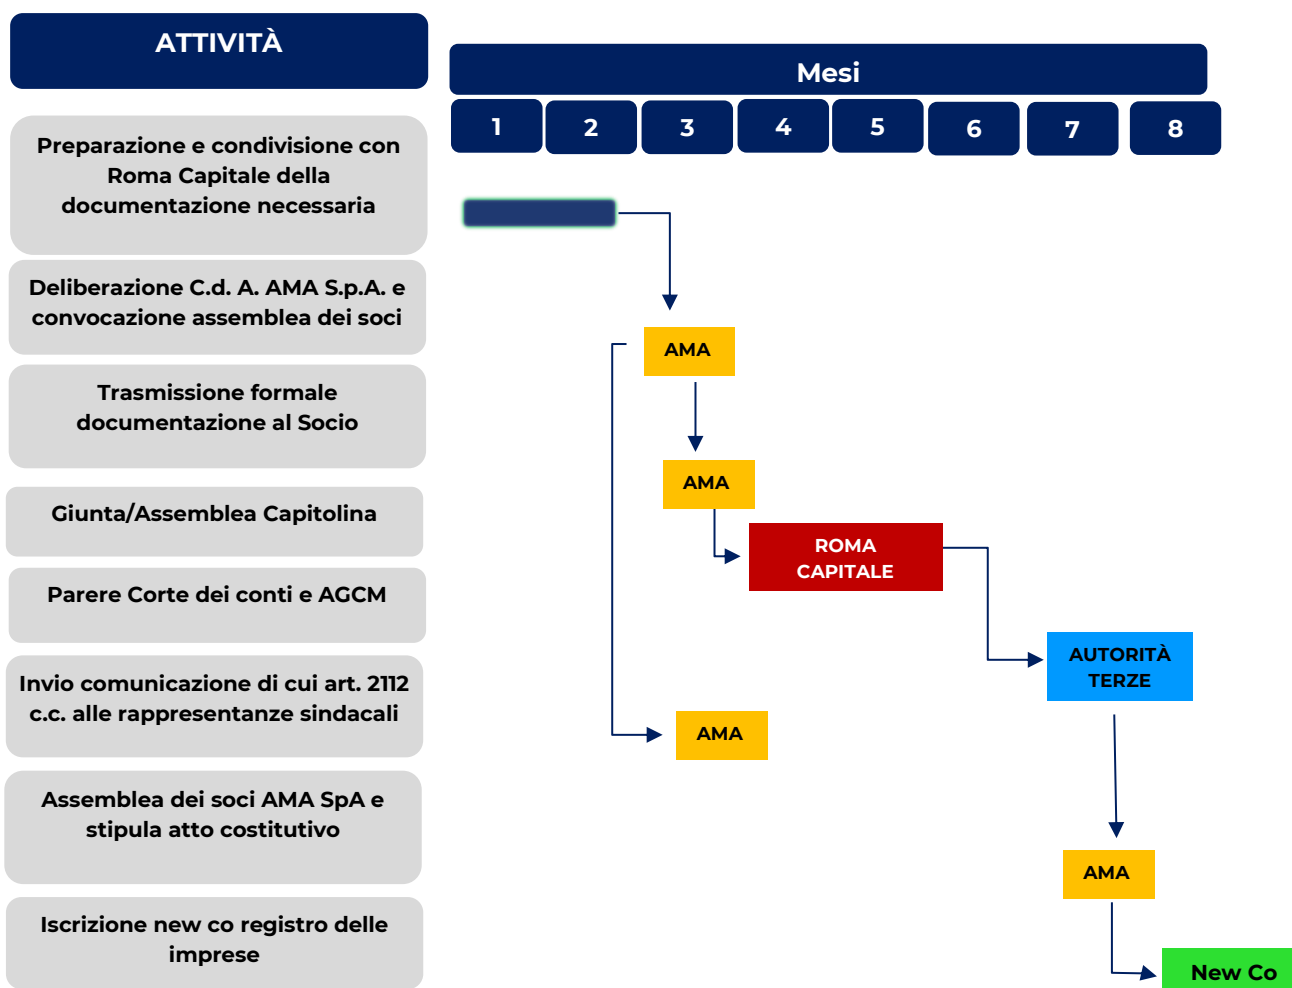 ATTIVITÀ
Mesi
1 2 3 4 5 6 7 8
Preparazione e condivisione con
Roma Capitale della
documentazione necessaria
Deliberazione C.d. A. AMA S.p.A. e
convocazione assemblea dei soci
AMA
Trasmissione formale
documentazione al Socio
AMA
Giunta/Assemblea Capitolina
ROMA
CAPITALE
Parere Corte dei conti e AGCM
AUTORITÀ
TERZE
Invio comunicazione di cui art. 2112
c.c. alle rappresentanze sindacali
AMA
Assemblea dei soci AMA SpA e
stipula atto costitutivo
AMA
Iscrizione new co registro delle
imprese
New Co